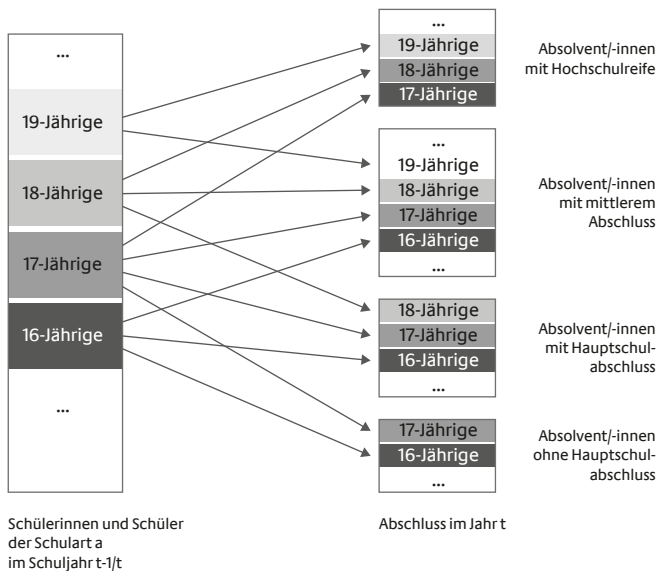 ...
19-Jährige
18-Jährige
17-Jährige
16-Jährige
...
Schülerinnen und Schüler
der Schulart a
im Schuljahr t-1/t
...
19-Jährige
18-Jährige
17-Jährige
Absolvent/-innen
mit Hochschulreife
...
19-Jährige
18-Jährige
17-Jährige
16-Jährige
...
Absolvent/-innen
mit mittlerem
Abschluss
18-Jährige
17-Jährige
16-Jährige
...
Absolvent/-innen
mit Hauptschul-
abschluss
17-Jährige
16-Jährige
...
Absolvent/-innen
ohne Hauptschul-
abschluss
Abschluss im Jahr t